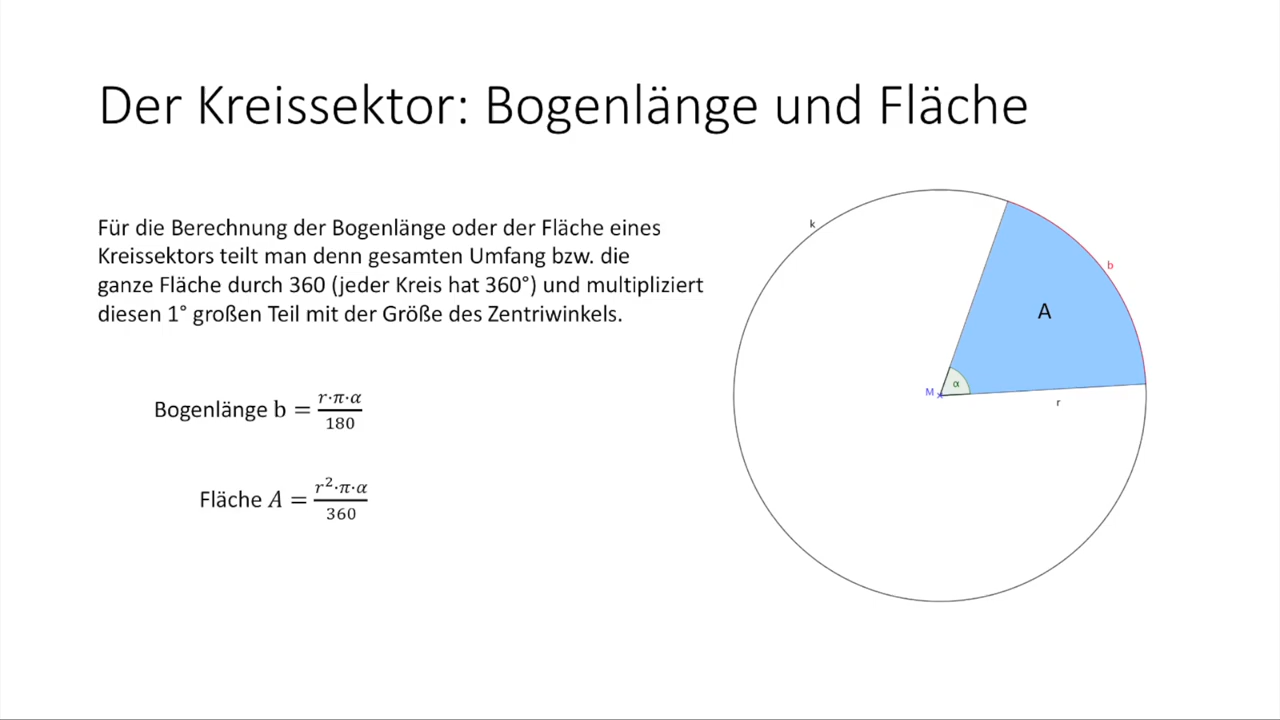 Der Kreissektor: Bogenlänge und Fläche
Für die Berechnung der Bogenlänge oder der Fläche eines
Kreissektors teilt man denn gesamten Umfang bzw. die
ganze Fläche durch 360 (jeder Kreis hat 360°) und multipliziert
diesen 1° großen Teil mit der Größe des Zentriwinkels.
Bogenlänge b = r·π·α / 180
Fläche A = r²·π·α / 360
k
b
A
α
M
r